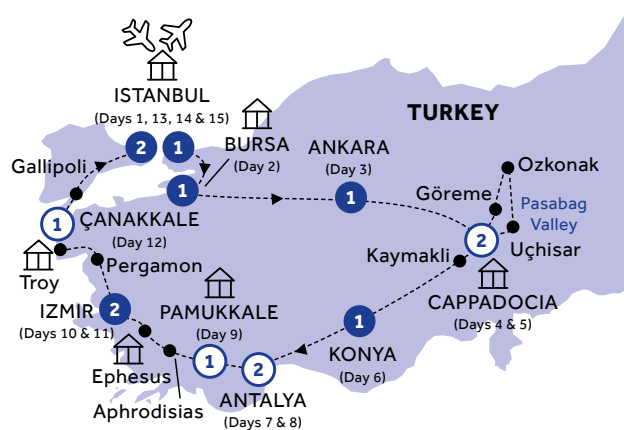 ISTANBUL
(Days 1, 13, 14 & 15)
2
1
BURSA
(Day 2)
1
ANKARA
(Day 3)
1
TURKEY
Gallipoli
1
ÇANAKKALE
(Day 12)
Troy
Pergamon
Ozkonak
Göreme
Pasabag
Valley
2
Uçhisar
Kaymakli
CAPPADOCIA
(Days 4 & 5)
IZMIR
(Days 10 & 11)
2
PAMUKKALE
(Day 9)
1
KONYA
(Day 6)
Ephesus
Aphrodisias
1
2
ANTALYA
(Days 7 & 8)